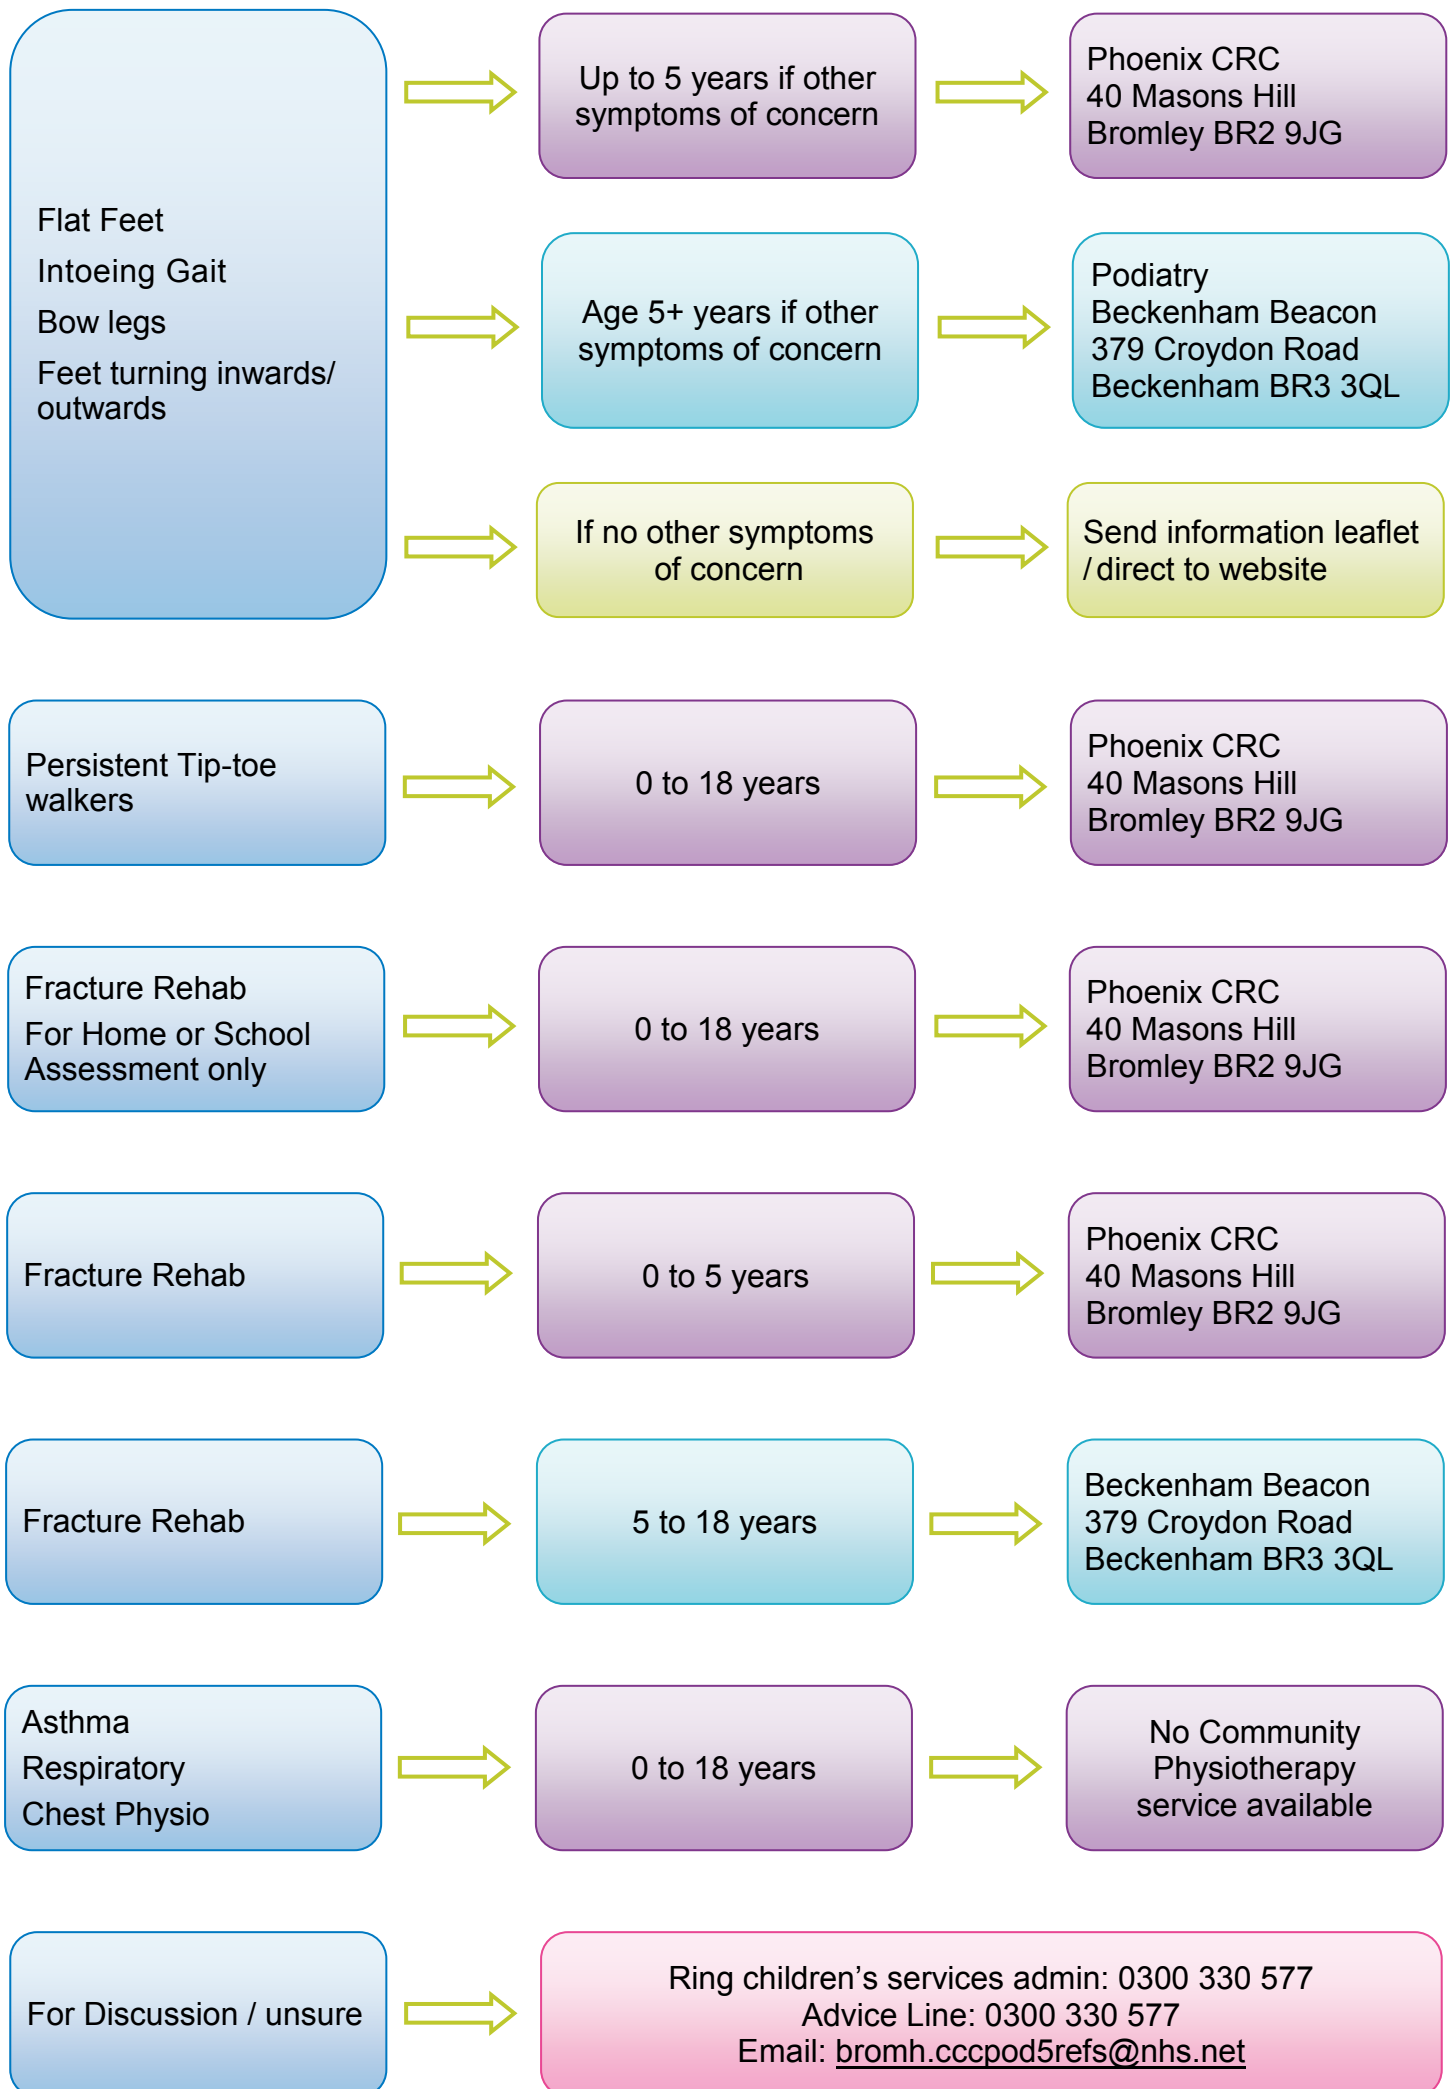 Flat Feet
Intoeing Gait
Bow legs
Feet turning inwards/
outwards
Up to 5 years if other
symptoms of concern
Phoenix CRC
40 Masons Hill
Bromley BR2 9JG
Age 5+ years if other
symptoms of concern
Podiatry
Beckenham Beacon
379 Croydon Road
Beckenham BR3 3QL
If no other symptoms
of concern
Send information leaflet
/ direct to website
Persistent Tip-toe
walkers
0 to 18 years
Phoenix CRC
40 Masons Hill
Bromley BR2 9JG
Fracture Rehab
For Home or School
Assessment only
0 to 18 years
Phoenix CRC
40 Masons Hill
Bromley BR2 9JG
Fracture Rehab
0 to 5 years
Phoenix CRC
40 Masons Hill
Bromley BR2 9JG
Fracture Rehab
5 to 18 years
Beckenham Beacon
379 Croydon Road
Beckenham BR3 3QL
Asthma
Respiratory
Chest Physio
0 to 18 years
No Community
Physiotherapy
service available
For Discussion / unsure
Ring children’s services admin: 0300 330 577
Advice Line: 0300 330 577
Email: bromh.cccpod5refs@nhs.net